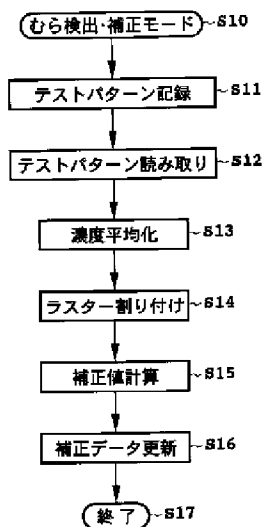 むら検出・補正モード S10
テストパターン記録 S11
テストパターン読み取り S12
濃度平均化 S13
ラスター割り付け S14
補正値計算 S15
補正データ更新 S16
終了 S17